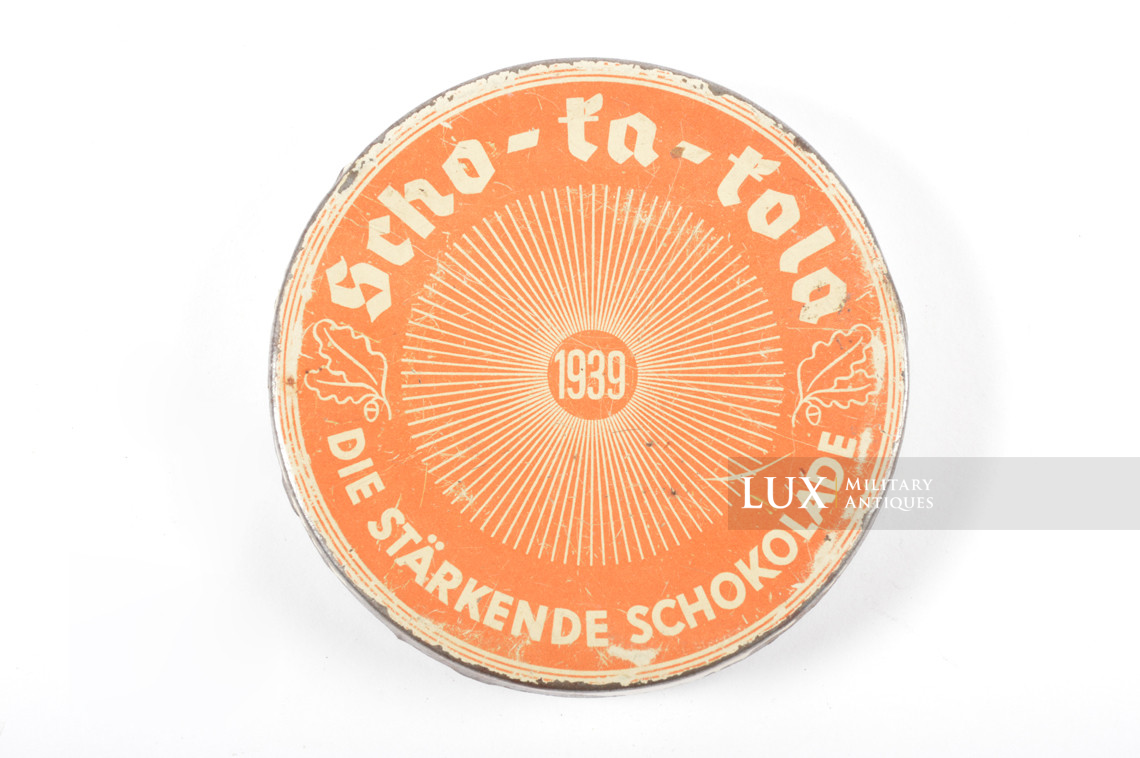 Scho-ka-kola
1939
DIE STÄRKENDE SCHOKOLADE
LUX MILITARY ANTIQUES